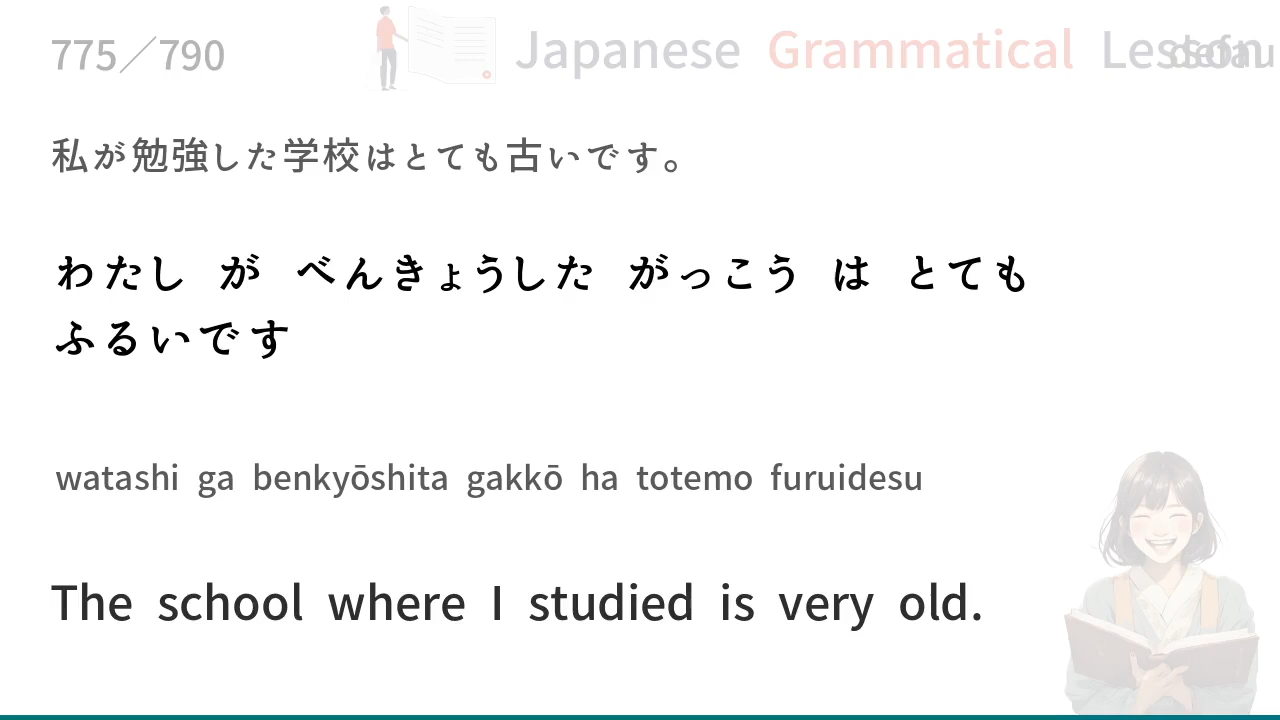 775／790
Japanese Grammatical Lesson
私が勉強した学校はとても古いです。
わたし が べんきょうした がっこう は とても
ふるいです
watashi ga benkyōshita gakkō ha totemo furuidesu
The school where I studied is very old.